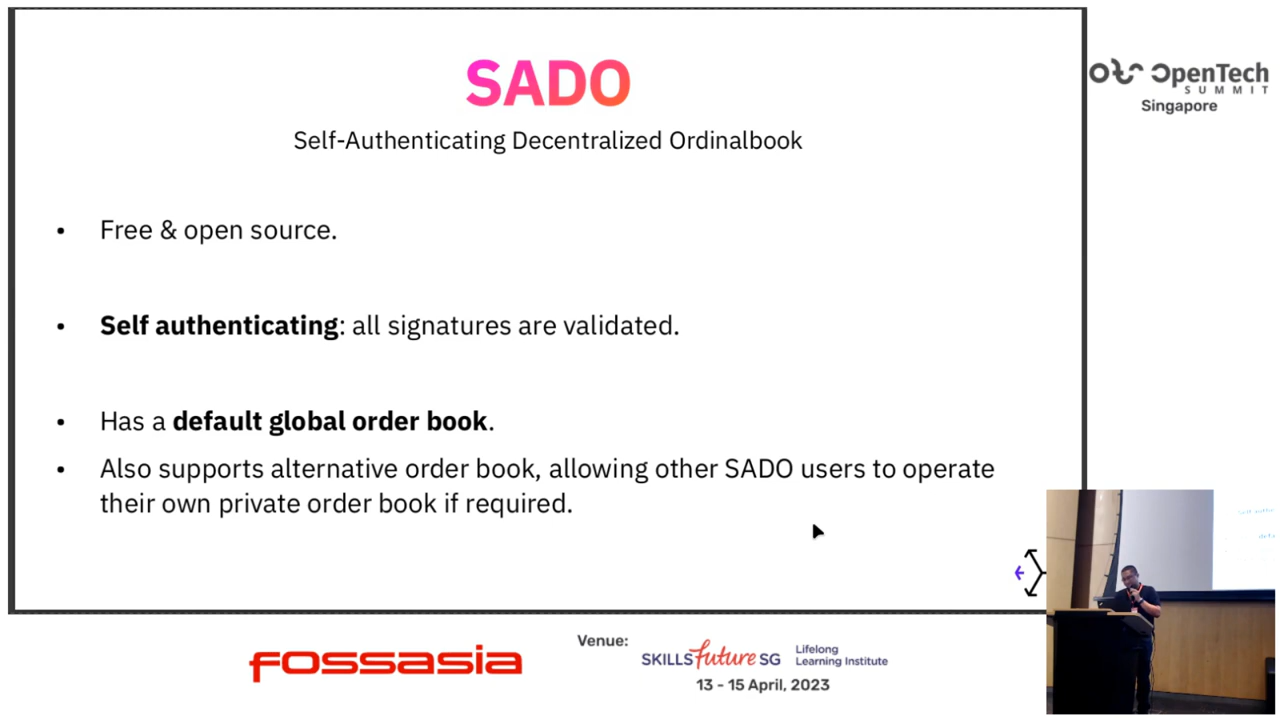 SADO
Self-Authenticating Decentralized Ordinalbook
• Free & open source.
• Self authenticating: all signatures are validated.
• Has a default global order book.
• Also supports alternative order book, allowing other SADO users to operate
their own private order book if required.
OpenTech
SUMMIT
Singapore
fossasia
Venue:
SKILLSfuture SG
Lifelong
Learning Institute
13 - 15 April, 2023